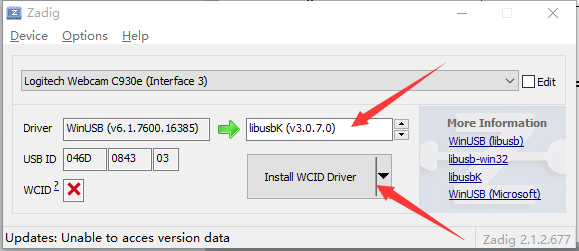 Zadig
Device Options Help
Logitech Webcam C930e (Interface 3) Edit
Driver WinUSB (v6.1.7600.16385) libusbK (v3.0.7.0)
USB ID 046D 0843 03
WCID ?
Install WCID Driver
More Information
WinUSB (libusb)
libusb-win32
libusbK
WinUSB (Microsoft)
Updates: Unable to acces version data Zadig 2.1.2.677